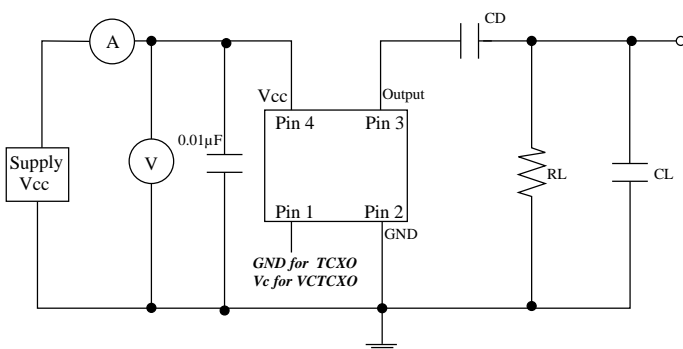 CD
A
Vcc
Output
Pin 4
Pin 3
0.01µF
Supply
Vcc
V
RL
CL
Pin 1
Pin 2
GND
GND for TCXO
Vc for VCTCXO